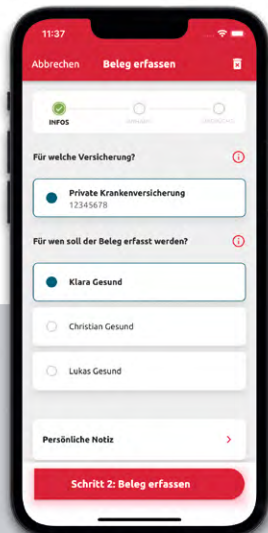 11:37
Abbrechen Beleg erfassen
INFOS
Für welche Versicherung?
Private Krankenversicherung
12345678
Für wen soll der Beleg erfasst werden?
Klara Gesund
Christian Gesund
Lukas Gesund
Persönliche Notiz
Schritt 2: Beleg erfassen